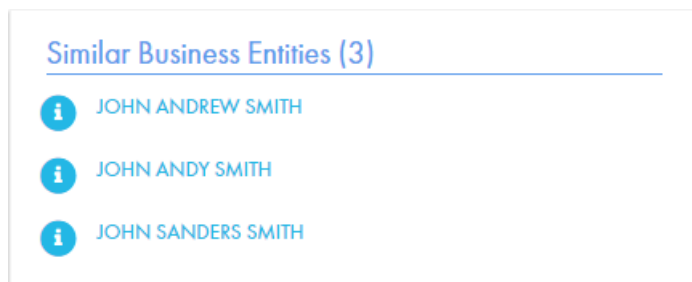 Similar Business Entities (3)
JOHN ANDREW SMITH
JOHN ANDY SMITH
JOHN SANDERS SMITH